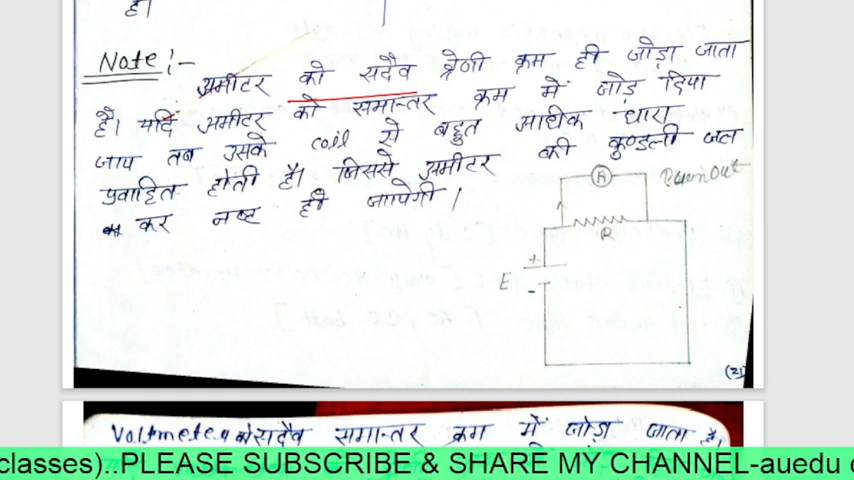 है।
Note:-
अमीटर को सदैव श्रेणी क्रम ही जोड़ा जाता
है। यदि अमीटर को समान्तर क्रम में जोड़ दिया
जाय तब उसके coil से बहुत अधिक धारा
प्रवाहित होती है। जिससे अमीटर की कुण्डली जल
कर नष्ट हो जायेगी।
A
Burnout
R
+
E
-
(21)
Voltmeter को सदैव समान्तर क्रम में जोड़ा जाता है।
classes)..PLEASE SUBSCRIBE & SHARE MY CHANNEL-auedu c